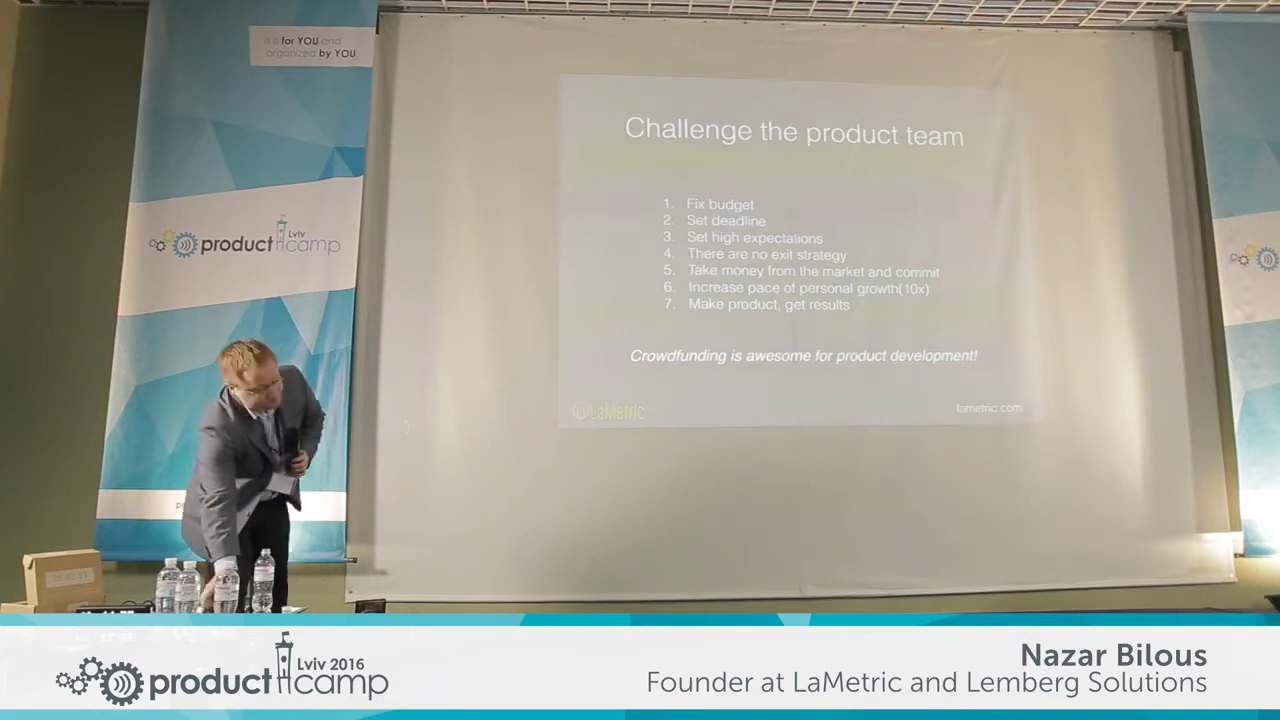 it is for YOU and
organized by YOU
Lviv
product camp
Challenge the product team
1. Fix budget
2. Set deadline
3. Set high expectations
4. There are no exit strategy
5. Take money from the market and commit
6. Increase pace of personal growth(10x)
7. Make product, get results
Crowdfunding is awesome for product development!
@LaMetric
lametric.com
Lviv 2016
product camp
Nazar Bilous
Founder at LaMetric and Lemberg Solutions